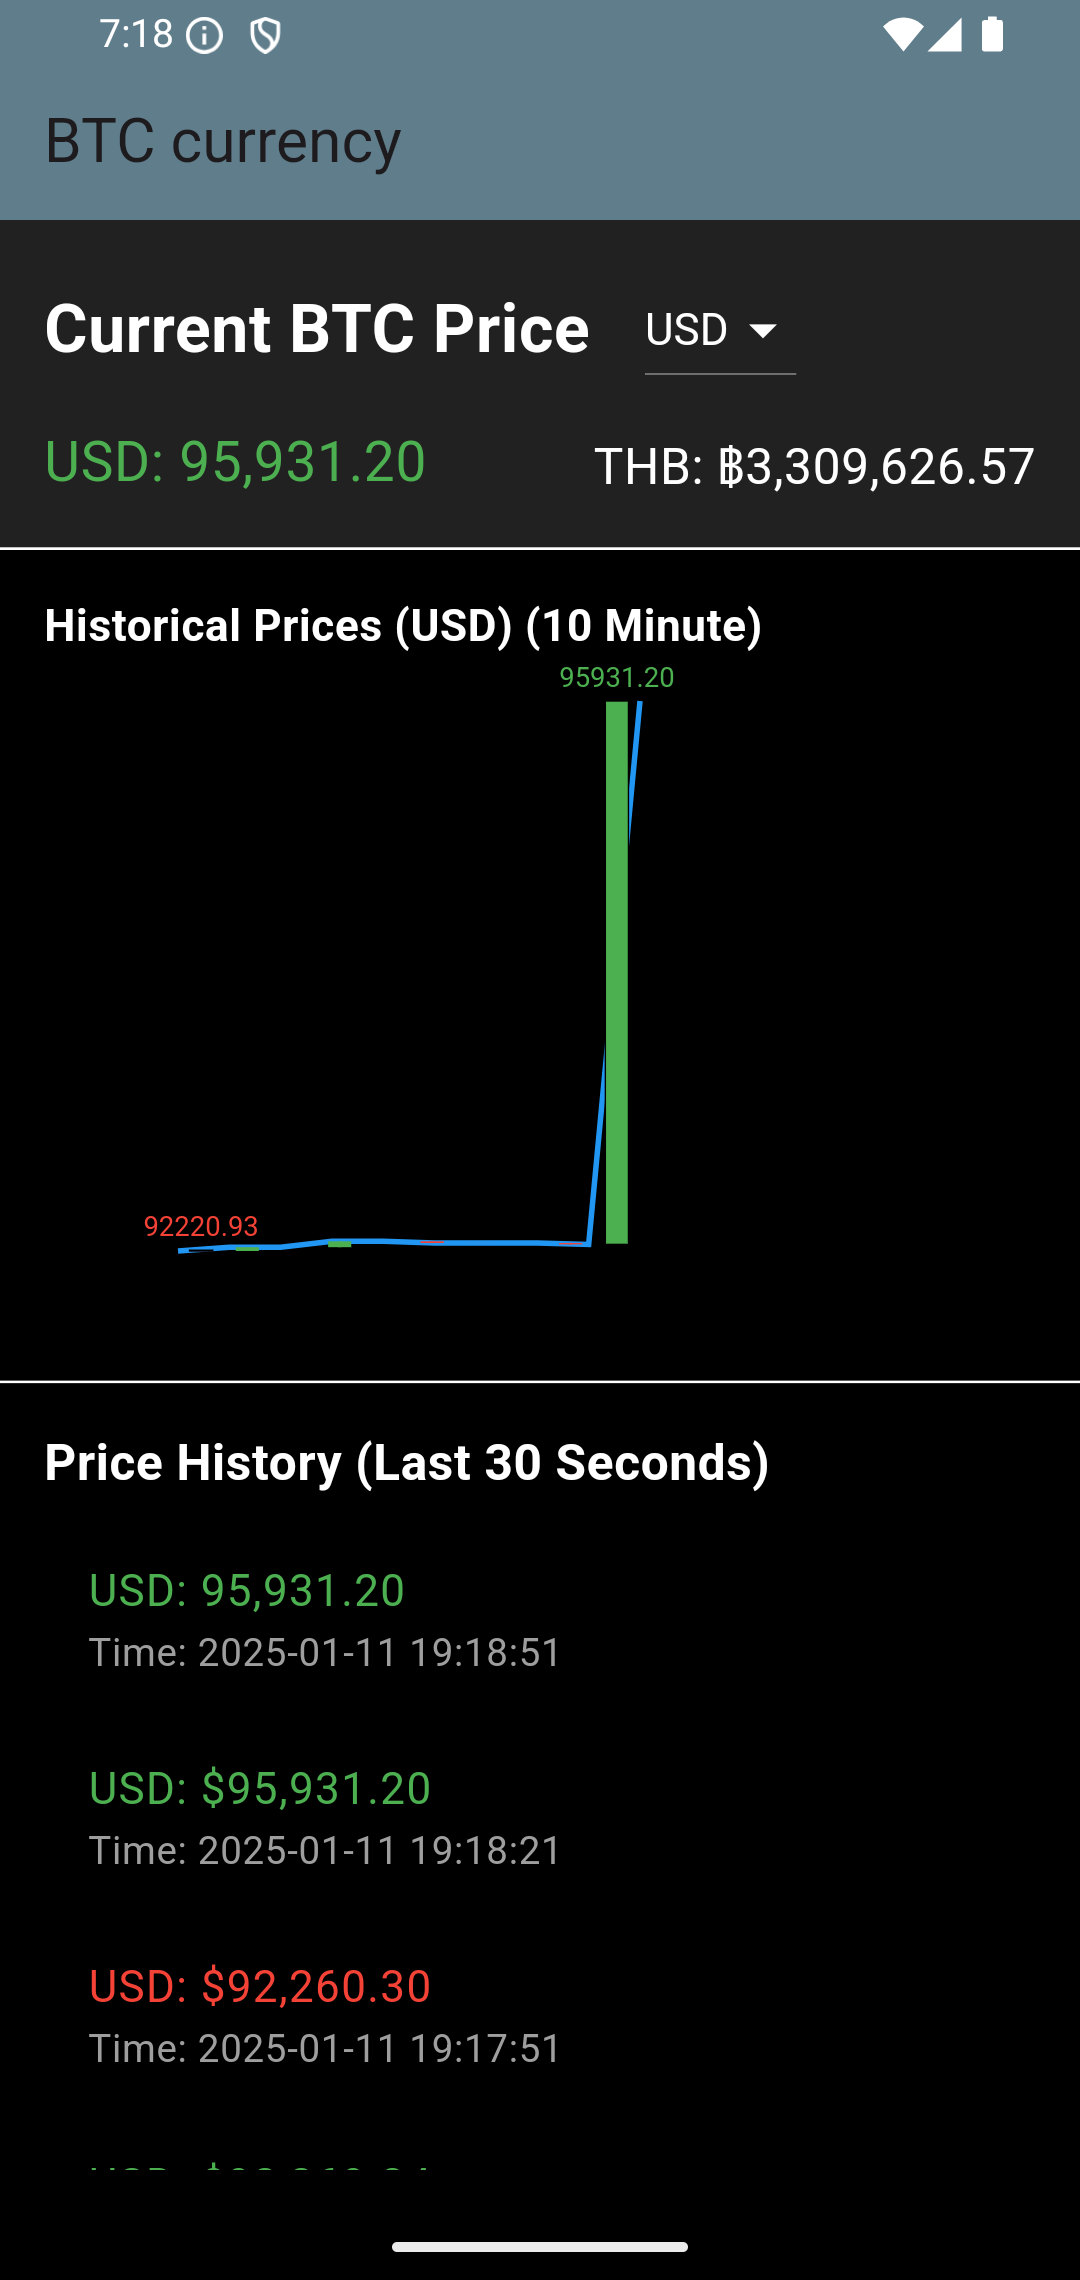 7:18
BTC currency
Current BTC Price USD
USD: 95,931.20 THB: ฿3,309,626.57
Historical Prices (USD) (10 Minute)
95931.20
92220.93
Price History (Last 30 Seconds)
USD: 95,931.20
Time: 2025-01-11 19:18:51
USD: $95,931.20
Time: 2025-01-11 19:18:21
USD: $92,260.30
Time: 2025-01-11 19:17:51